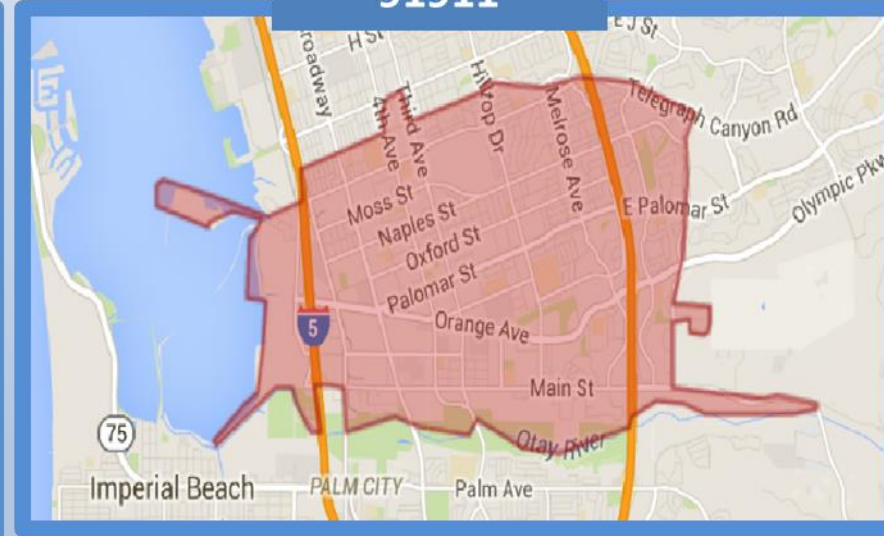 91911
H St
E J St
Broadway
4th Ave
Third Ave
Hilltop Dr
Melrose Ave
Telegraph Canyon Rd
Moss St
Naples St
Oxford St
Palomar St
E Palomar St
Olympic Pkw
Orange Ave
5
Main St
75
Otay River
Imperial Beach
PALM CITY
Palm Ave